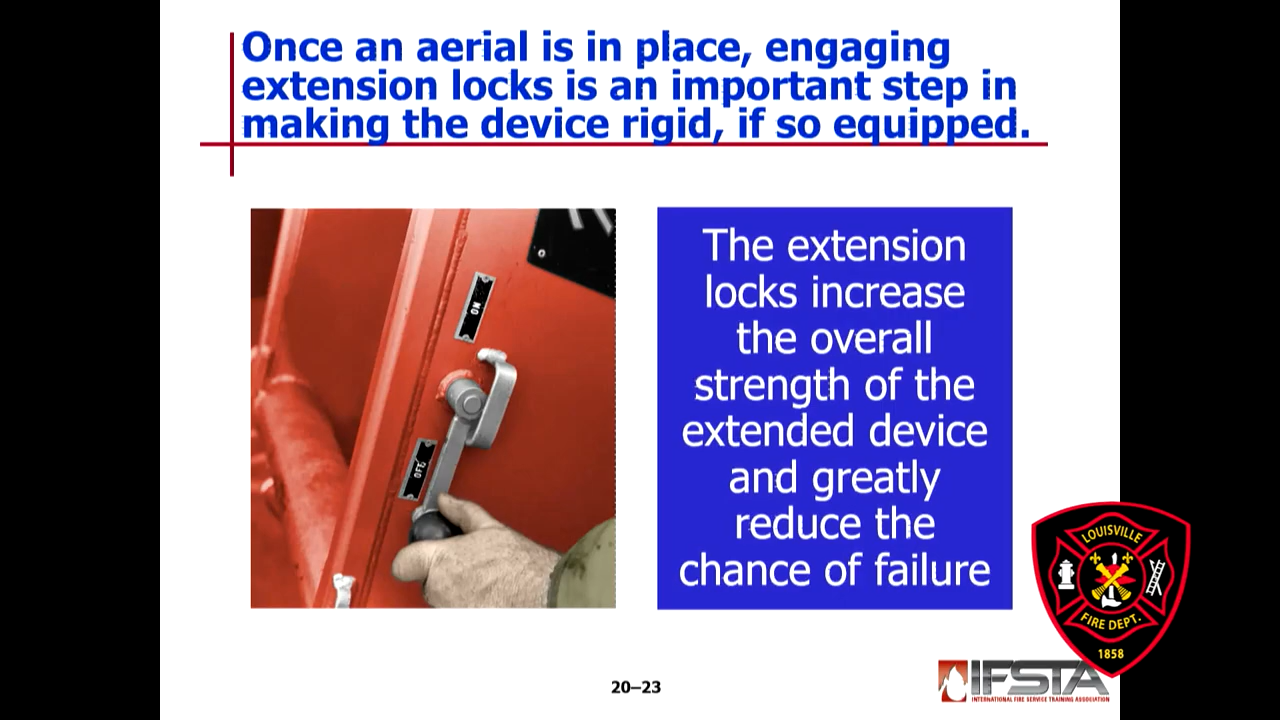 Once an aerial is in place, engaging
extension locks is an important step in
making the device rigid, if so equipped.
ON
OFF
The extension
locks increase
the overall
strength of the
extended device
and greatly
reduce the
chance of failure
LOUISVILLE
FIRE DEPT.
1858
20–23
IFSTA
INTERNATIONAL FIRE SERVICE TRAINING ASSOCIATION